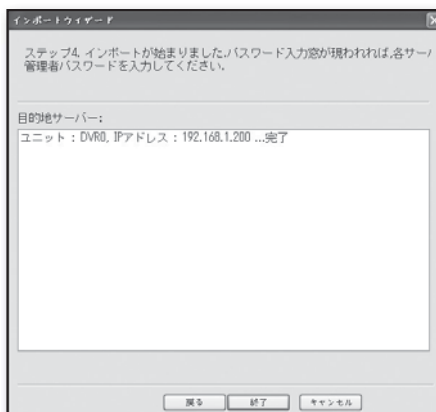 インポートウィザード
ステップ4. インポートが始まりました.パスワード入力窓が現われれば,各サーバ
管理者パスワードを入力してください.
目的地サーバー:
ユニット : DVR0, IPアドレス : 192.168.1.200 ...完了
戻る
終了
キャンセル